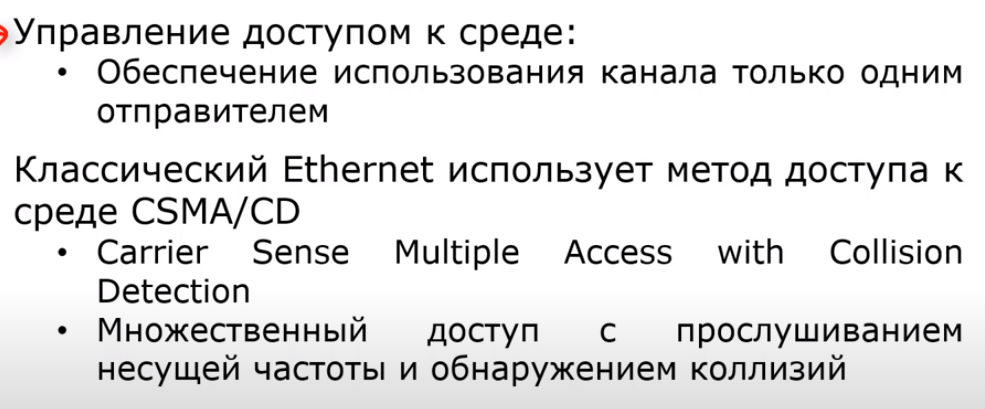 Управление доступом к среде:
• Обеспечение использования канала только одним
отправителем
Классический Ethernet использует метод доступа к
среде CSMA/CD
• Carrier Sense Multiple Access with Collision
Detection
• Множественный доступ с прослушиванием
несущей частоты и обнаружением коллизий